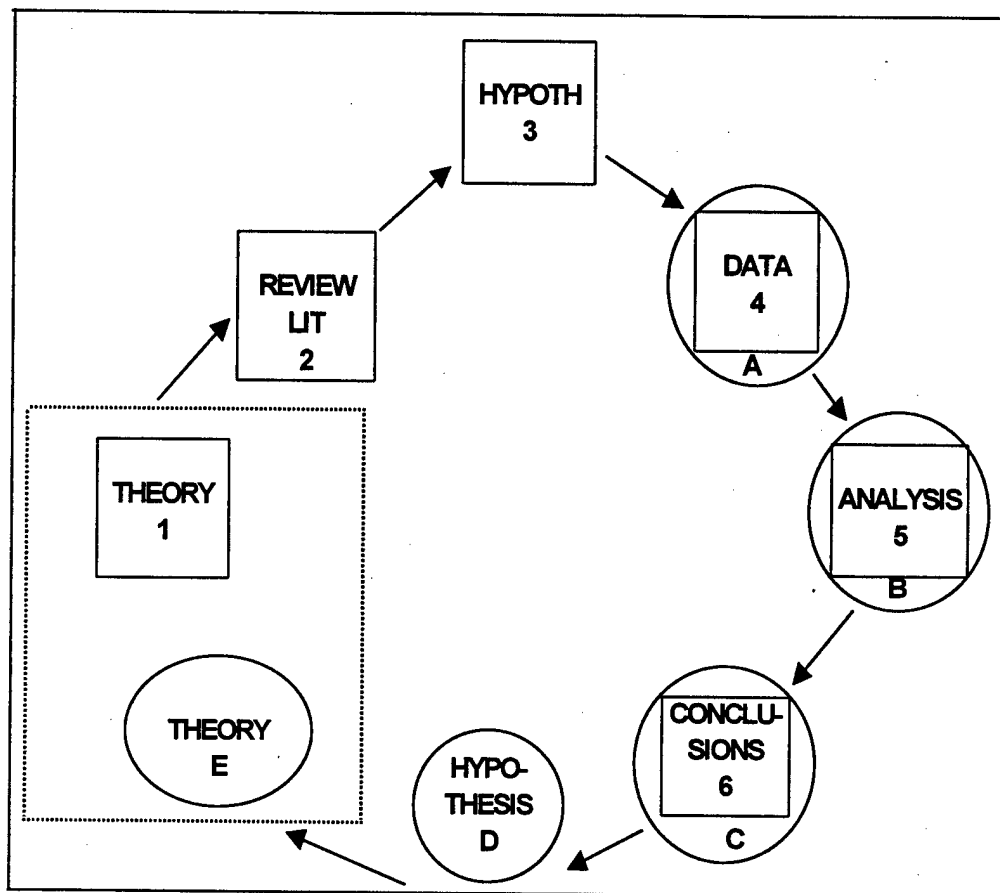 HYPOTH
3
REVIEW
LIT
2
DATA
4
A
THEORY
1
ANALYSIS
5
B
CONCLU-
SIONS
6
C
THEORY
E
HYPO-
THESIS
D